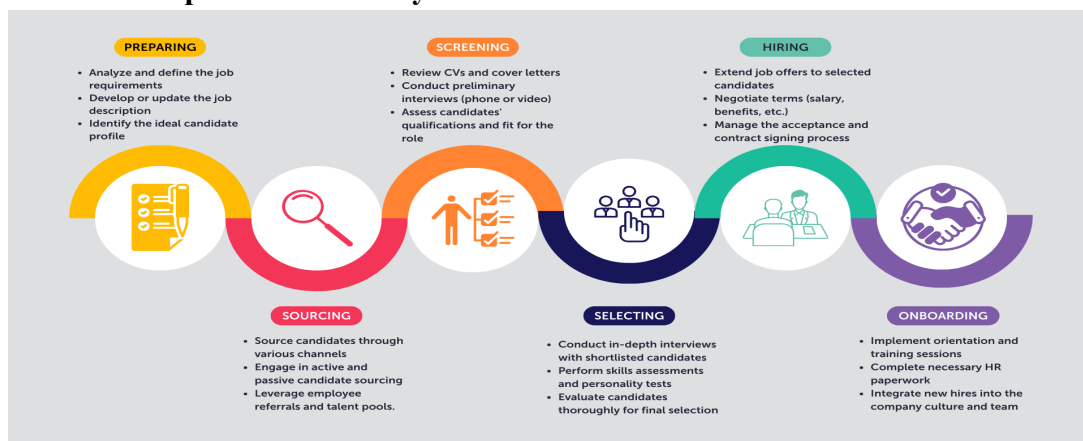 PREPARING
• Analyze and define the job
requirements
• Develop or update the job
description
• Identify the ideal candidate
profile
SCREENING
• Review CVs and cover letters
• Conduct preliminary
interviews (phone or video)
• Assess candidates'
qualifications and fit for the
role
HIRING
• Extend job offers to selected
candidates
• Negotiate terms (salary,
benefits, etc.)
• Manage the acceptance and
contract signing process
SOURCING
• Source candidates through
various channels
• Engage in active and
passive candidate sourcing
• Leverage employee
referrals and talent pools.
SELECTING
• Conduct in-depth interviews
with shortlisted candidates
• Perform skills assessments
and personality tests
• Evaluate candidates
thoroughly for final selection
ONBOARDING
• Implement orientation and
training sessions
• Complete necessary HR
paperwork
• Integrate new hires into the
company culture and team